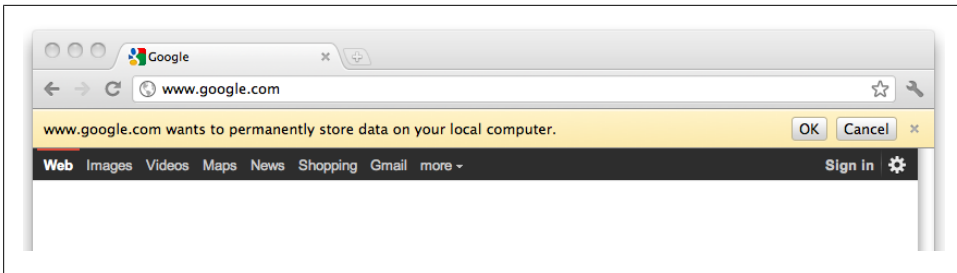 Google
www.google.com
www.google.com wants to permanently store data on your local computer. OK Cancel
Web Images Videos Maps News Shopping Gmail more Sign in